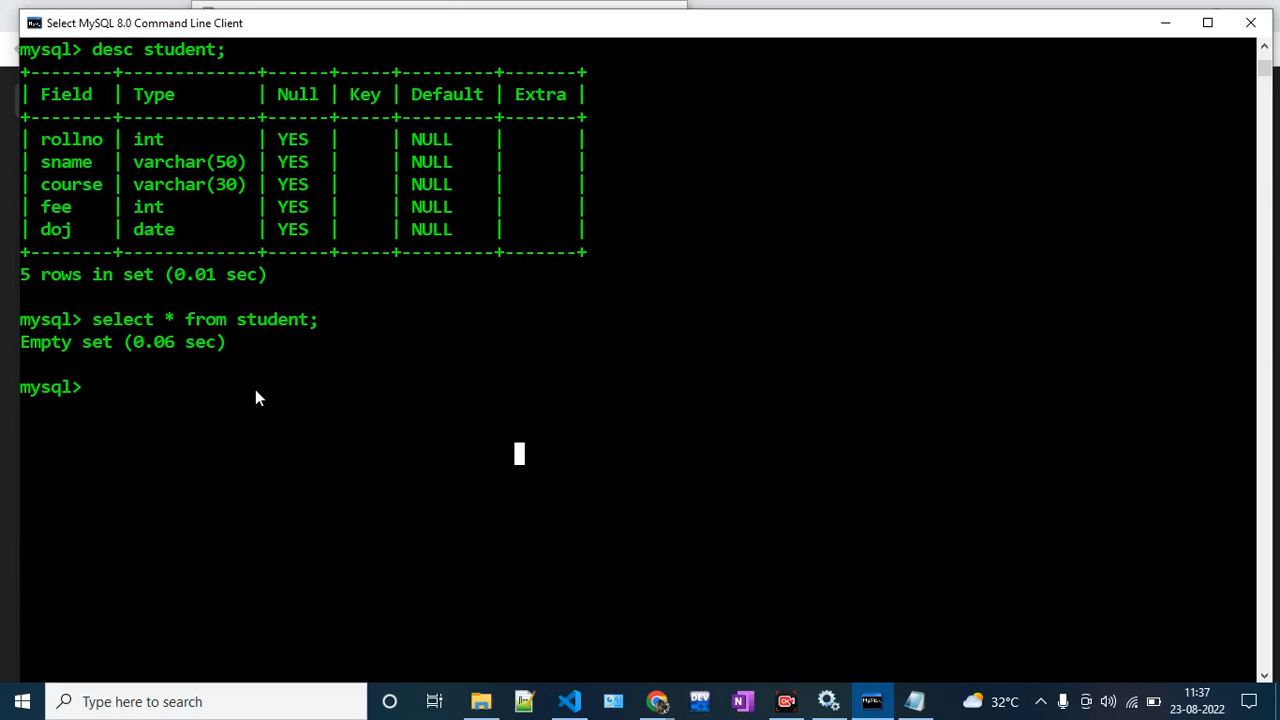 Select MySQL 8.0 Command Line Client
mysql> desc student;
+--------+-------------+------+-----+---------+-------+
| Field  | Type        | Null | Key | Default | Extra |
+--------+-------------+------+-----+---------+-------+
| rollno | int         | YES  |     | NULL    |       |
| sname  | varchar(50) | YES  |     | NULL    |       |
| course | varchar(30) | YES  |     | NULL    |       |
| fee    | int         | YES  |     | NULL    |       |
| doj    | date        | YES  |     | NULL    |       |
+--------+-------------+------+-----+---------+-------+
5 rows in set (0.01 sec)
mysql> select * from student;
Empty set (0.06 sec)
mysql>
Type here to search
DEV
32°C
11:37
23-08-2022